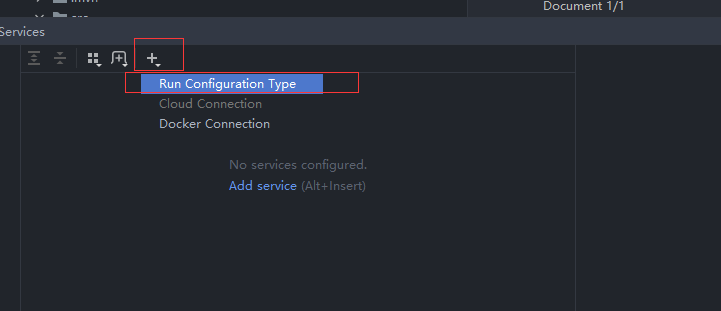 Document 1/1
Services
Run Configuration Type
Cloud Connection
Docker Connection
No services configured.
Add service (Alt+Insert)